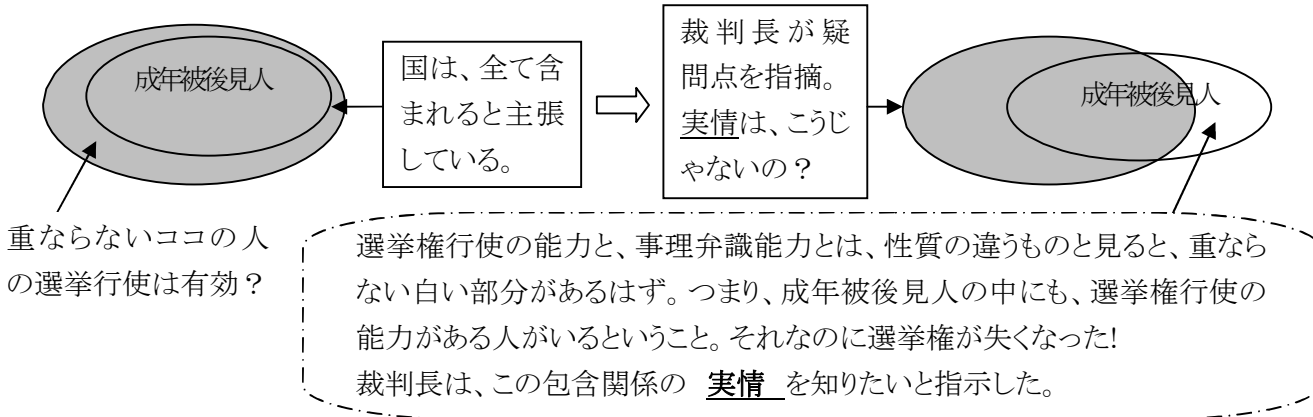 成年被後見人
国は、全て含
まれると主張
している。
裁判長が疑
問点を指摘。
実情は、こうじ
ゃないの？
成年被後見人
重ならないココの人
の選挙行使は有効？
選挙権行使の能力と、事理弁識能力とは、性質の違うものと見ると、重なら
ない白い部分があるはず。つまり、成年被後見人の中にも、選挙権行使の
能力がある人がいるということ。それなのに選挙権が失くなった!
裁判長は、この包含関係の 実情 を知りたいと指示した。